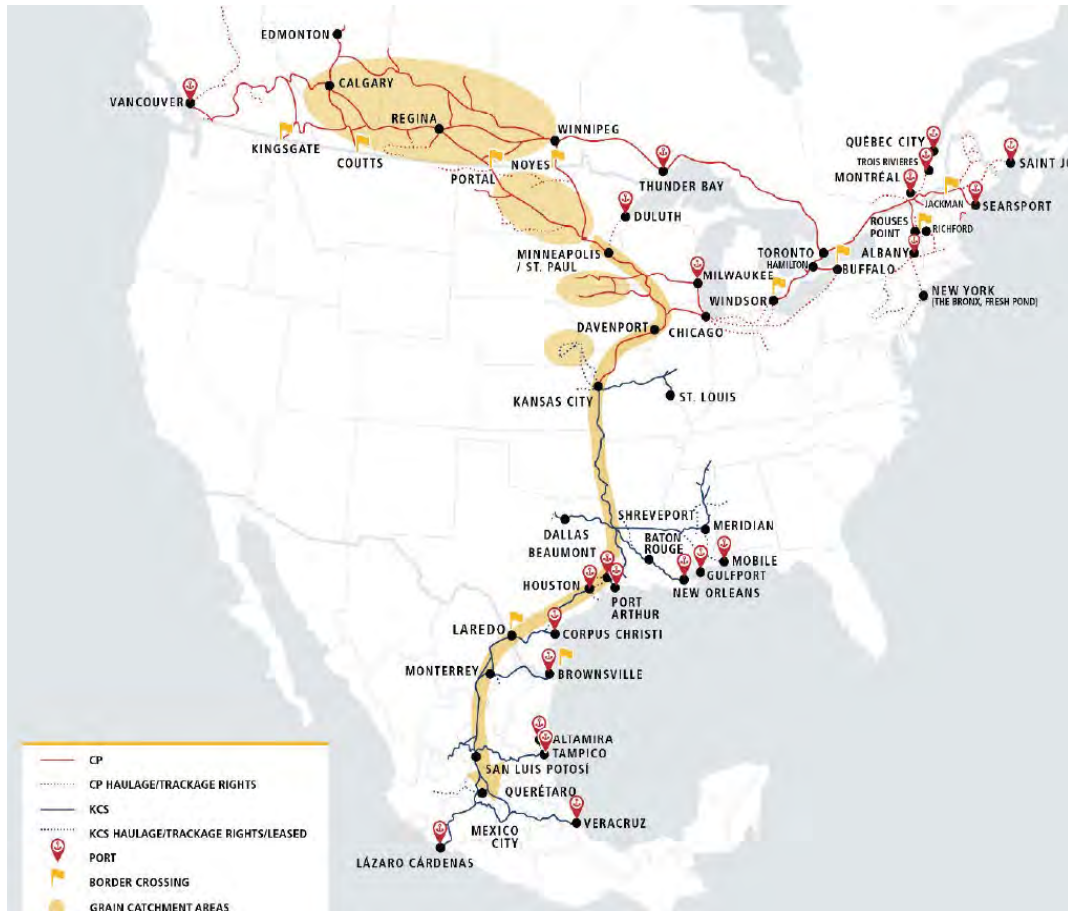 EDMONTON
CALGARY
VANCOUVER
REGINA
WINNIPEG
KINGSGATE
COUTTS
PORTAL
NOYES
THUNDER BAY
DULUTH
QUÉBEC CITY
TROIS RIVIERES
MONTRÉAL
SAINT JO
JACKMAN
SEARSPORT
ROUSES
POINT
RICHFORD
TORONTO
HAMILTON
ALBANY
BUFFALO
MINNEAPOLIS
/ ST. PAUL
MILWAUKEE
WINDSOR
NEW YORK
(THE BRONX, FRESH POND)
DAVENPORT
CHICAGO
KANSAS CITY
ST. LOUIS
SHREVEPORT
MERIDIAN
DALLAS
BATON
ROUGE
BEAUMONT
MOBILE
GULFPORT
HOUSTON
NEW ORLEANS
PORT
ARTHUR
LAREDO
CORPUS CHRISTI
MONTERREY
BROWNSVILLE
ALTAMIRA
TAMPICO
SAN LUIS POTOSÍ
QUERÉTARO
MEXICO
CITY
VERACRUZ
LÁZARO CÁRDENAS
CP
CP HAULAGE/TRACKAGE RIGHTS
KCS
KCS HAULAGE/TRACKAGE RIGHTS/LEASED
PORT
BORDER CROSSING
GRAIN CATCHMENT AREAS